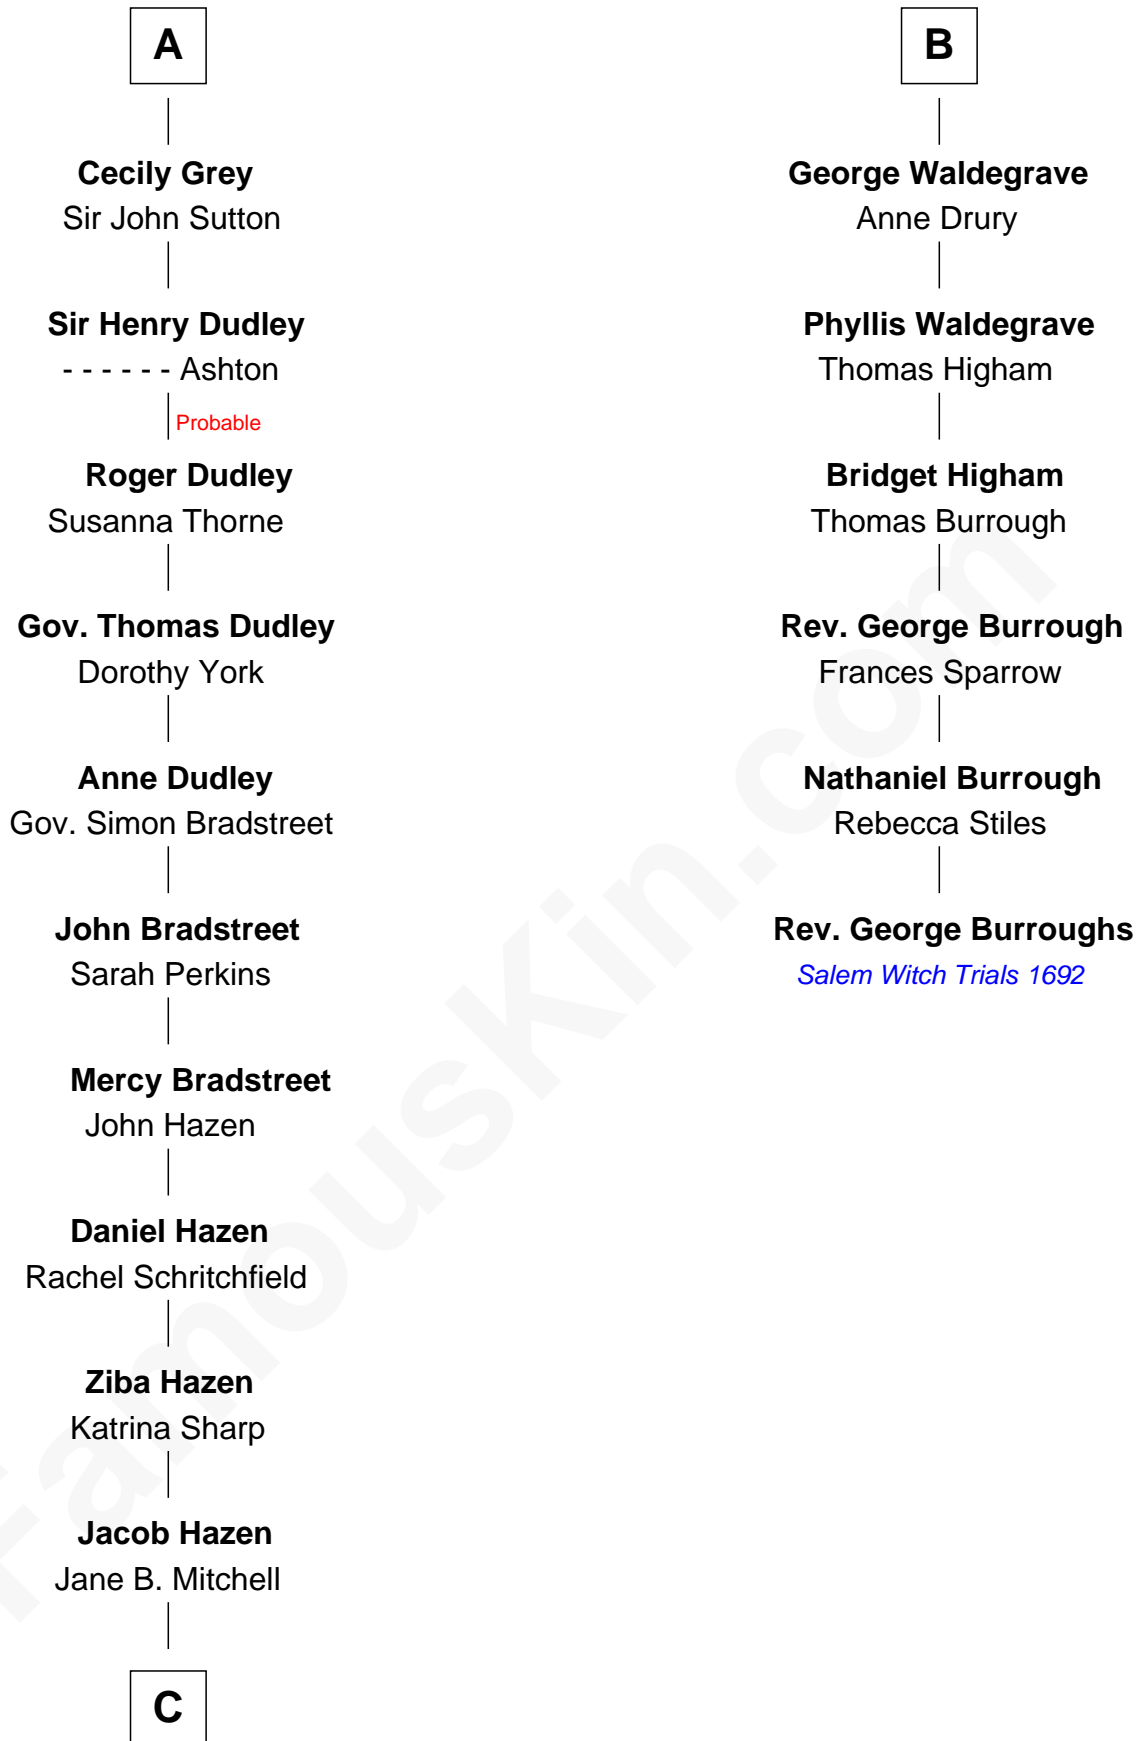 A
Cecily Grey
Sir John Sutton
Sir Henry Dudley
- - - - - - Ashton
Probable
Roger Dudley
Susanna Thorne
Gov. Thomas Dudley
Dorothy York
Anne Dudley
Gov. Simon Bradstreet
John Bradstreet
Sarah Perkins
Mercy Bradstreet
John Hazen
Daniel Hazen
Rachel Schritchfield
Ziba Hazen
Katrina Sharp
Jacob Hazen
Jane B. Mitchell
C
B
George Waldegrave
Anne Drury
Phyllis Waldegrave
Thomas Higham
Bridget Higham
Thomas Burrough
Rev. George Burrough
Frances Sparrow
Nathaniel Burrough
Rebecca Stiles
Rev. George Burroughs
Salem Witch Trials 1692
FamousKin.com